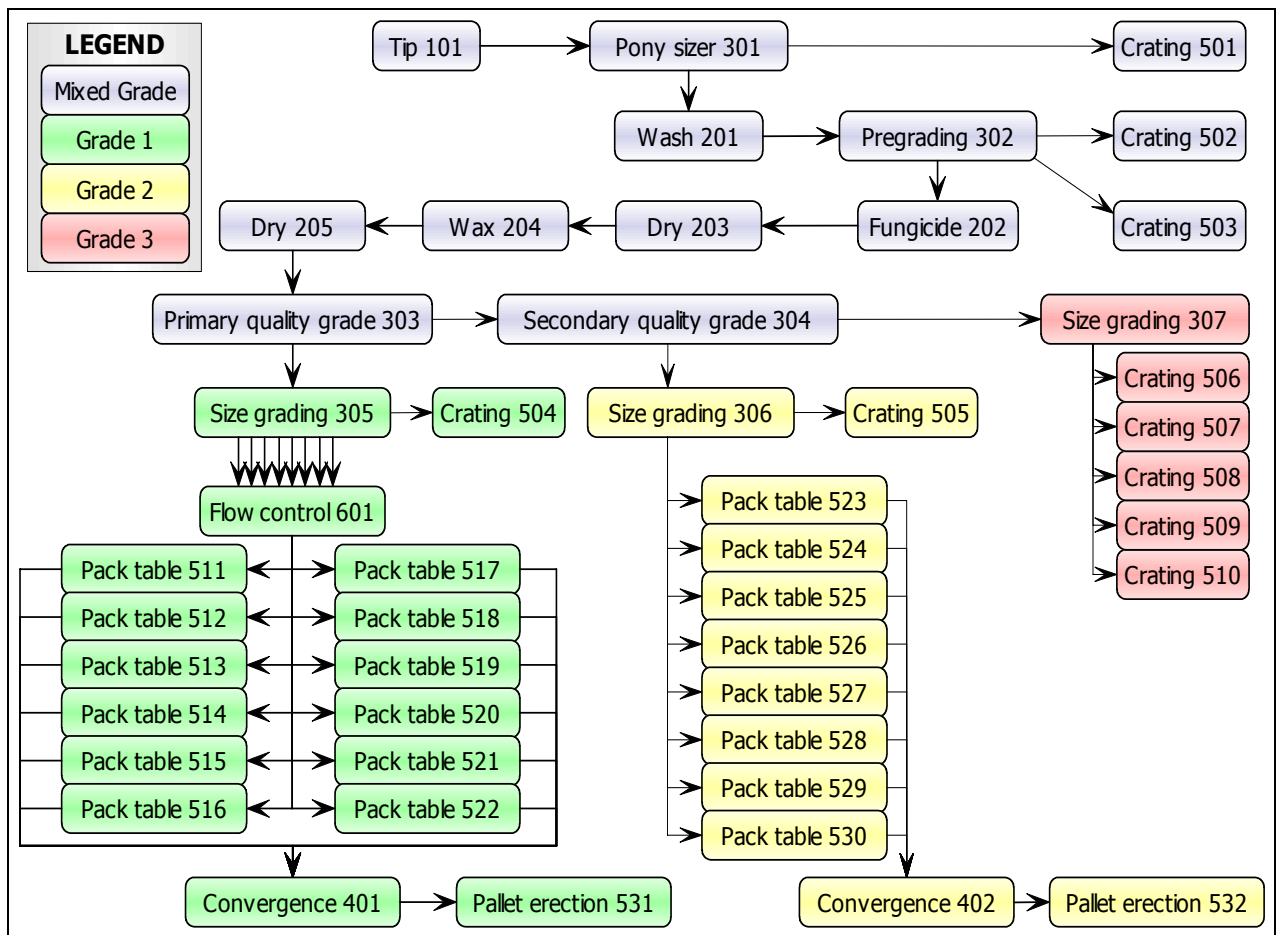 LEGEND
Mixed Grade
Grade 1
Grade 2
Grade 3
Tip 101
Pony sizer 301
Crating 501
Wash 201
Pregrading 302
Crating 502
Dry 205
Wax 204
Dry 203
Fungicide 202
Crating 503
Primary quality grade 303
Secondary quality grade 304
Size grading 307
Crating 506
Crating 507
Crating 508
Crating 509
Crating 510
Size grading 305
Crating 504
Size grading 306
Crating 505
Flow control 601
Pack table 511
Pack table 512
Pack table 513
Pack table 514
Pack table 515
Pack table 516
Pack table 517
Pack table 518
Pack table 519
Pack table 520
Pack table 521
Pack table 522
Pack table 523
Pack table 524
Pack table 525
Pack table 526
Pack table 527
Pack table 528
Pack table 529
Pack table 530
Convergence 401
Pallet erection 531
Convergence 402
Pallet erection 532